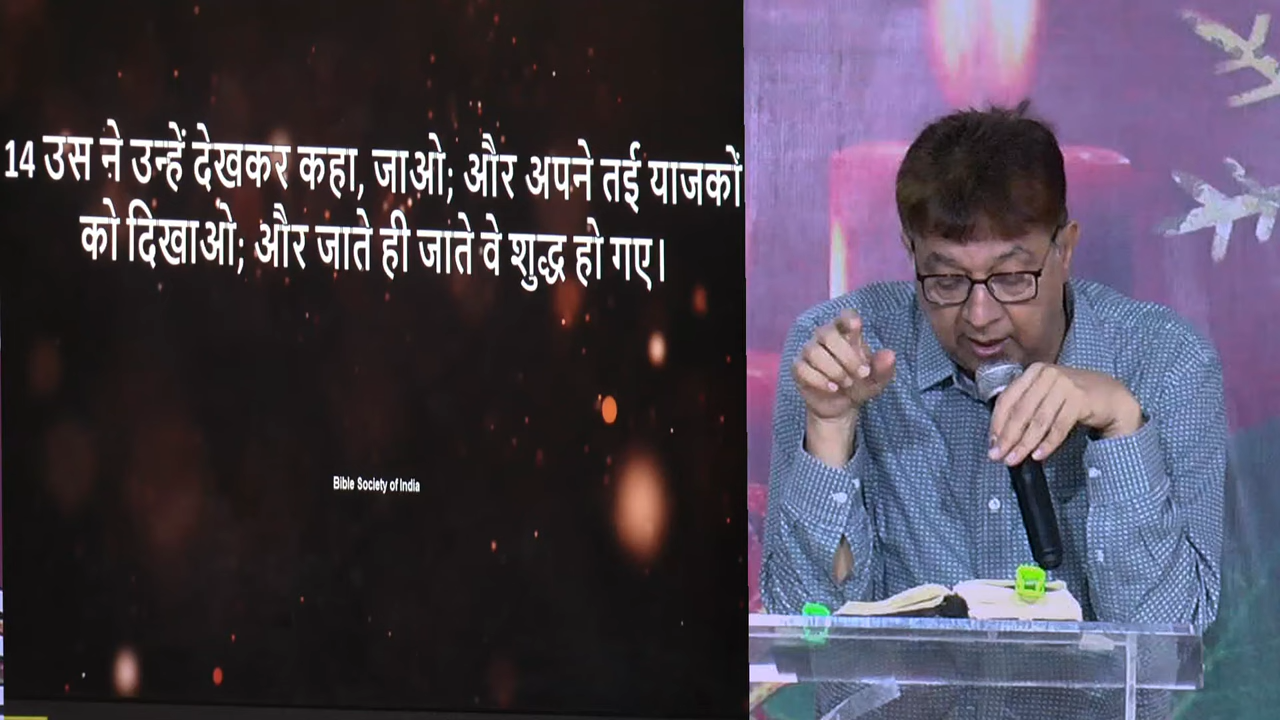 14 उस ने उन्हें देखकर कहा, जाओ; और अपने तई याजकों
को दिखाओ; और जाते ही जाते वे शुद्ध हो गए।
Bible Society of India